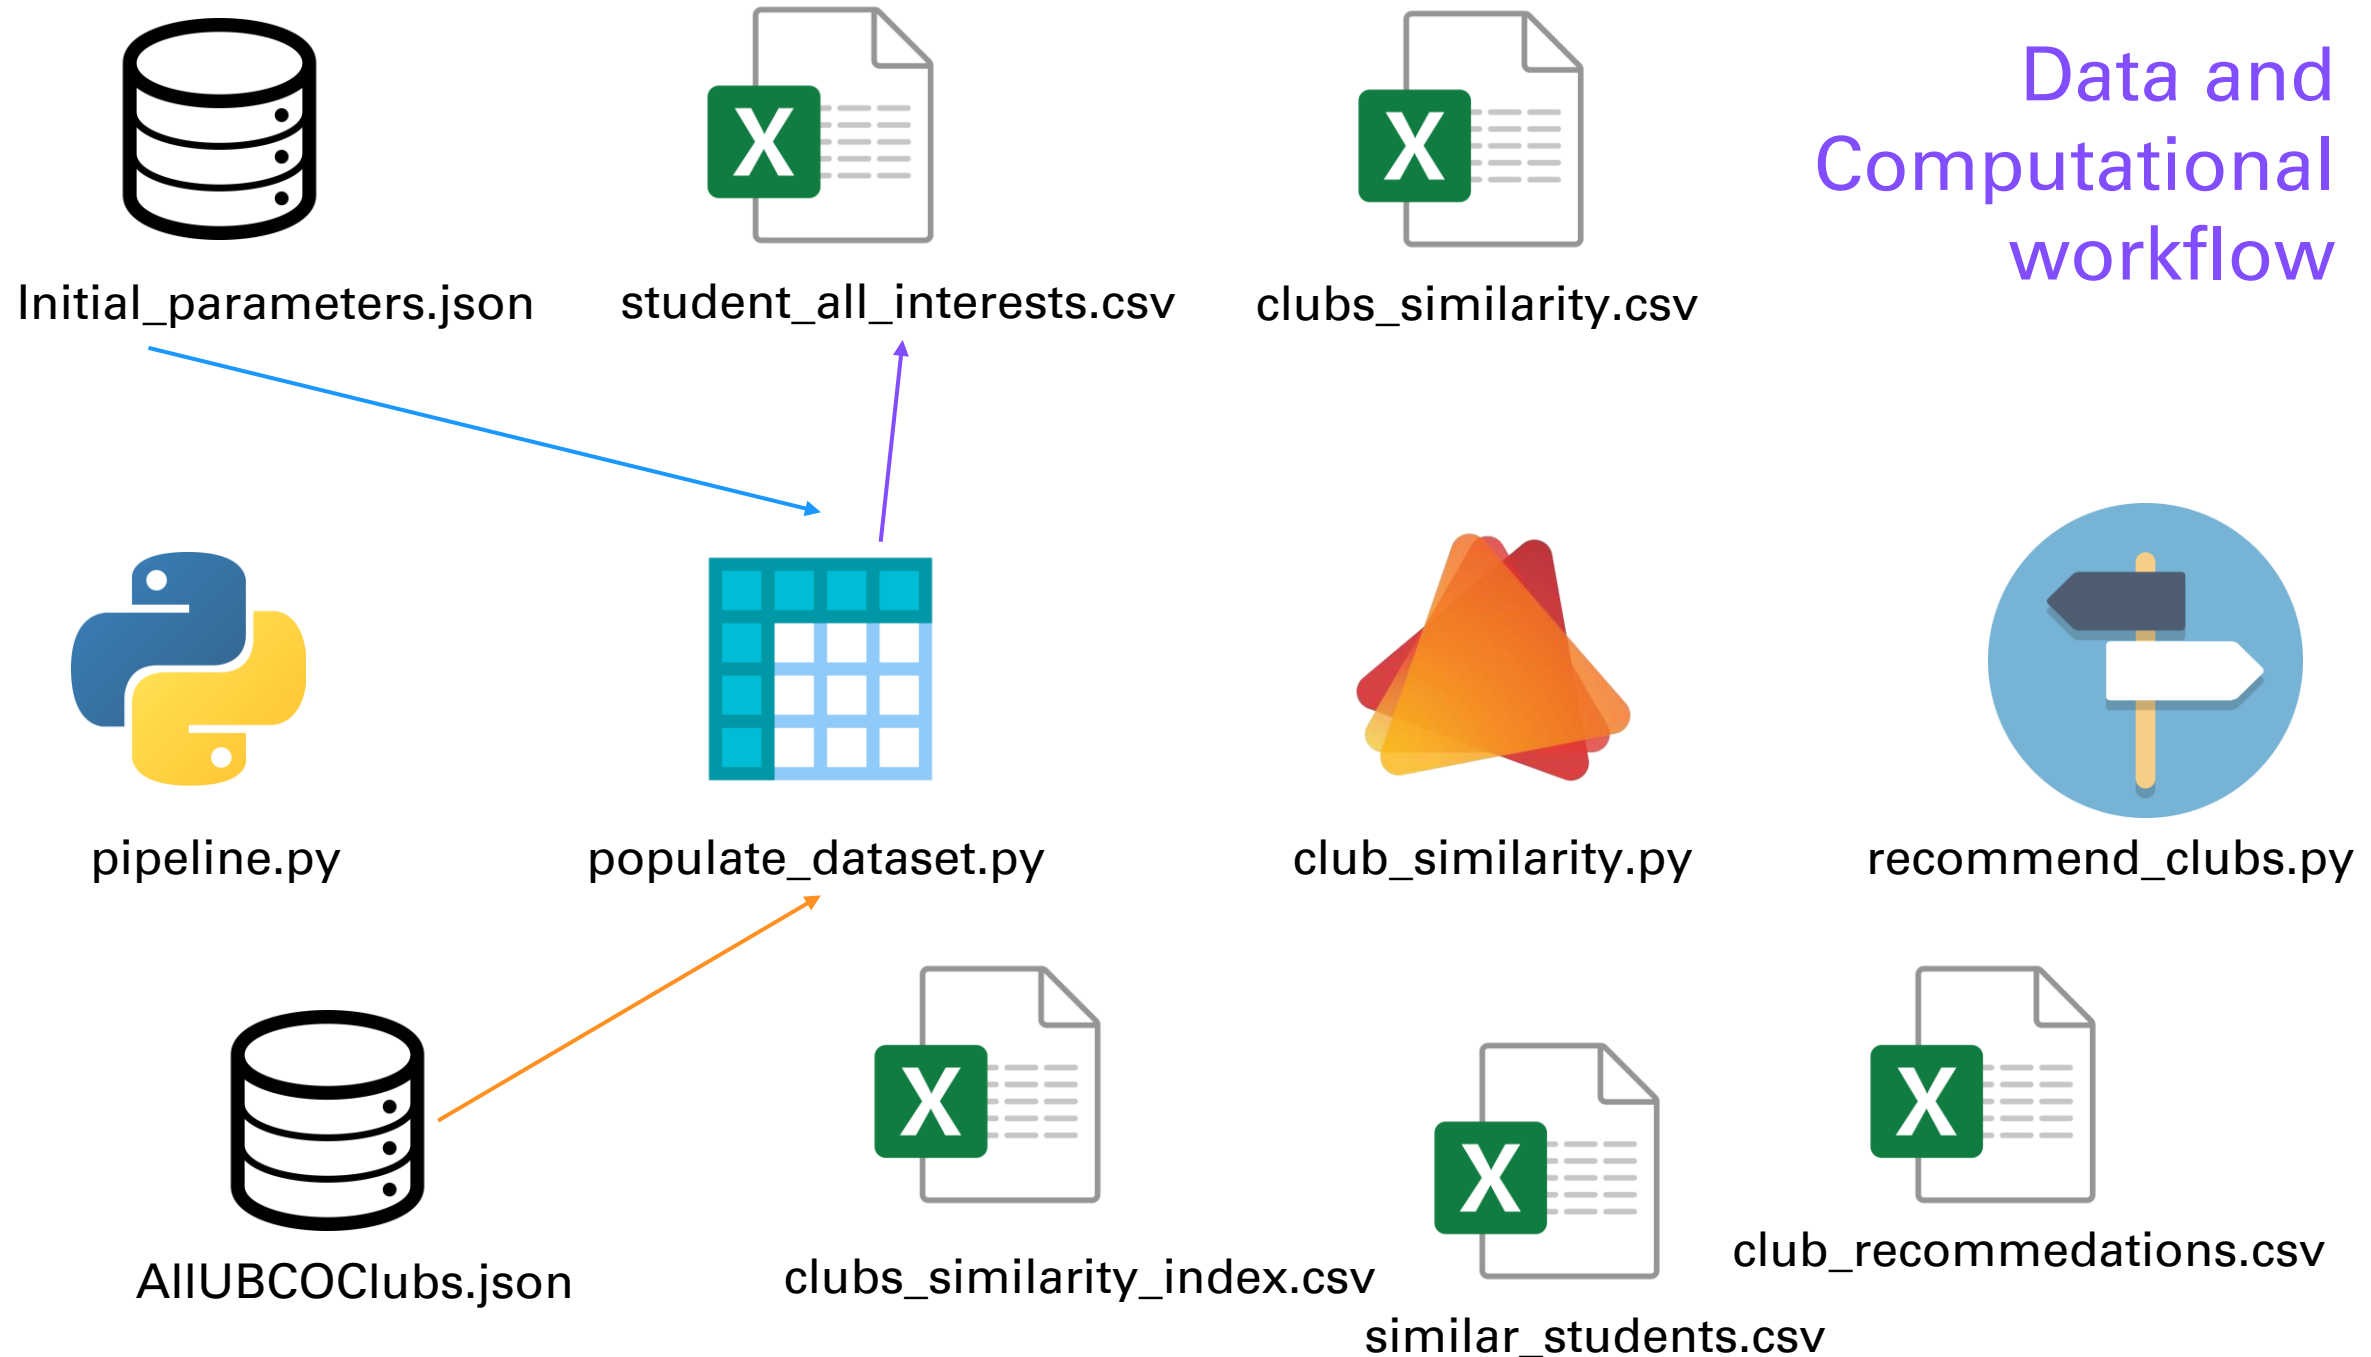 Data and
Computational
workflow
X
X
Initial_parameters.json
student_all_interests.csv
clubs_similarity.csv
pipeline.py
populate_dataset.py
club_similarity.py
recommend_clubs.py
X
X
X
AllUBCOClubs.json
clubs_similarity_index.csv
similar_students.csv
club_recommedations.csv